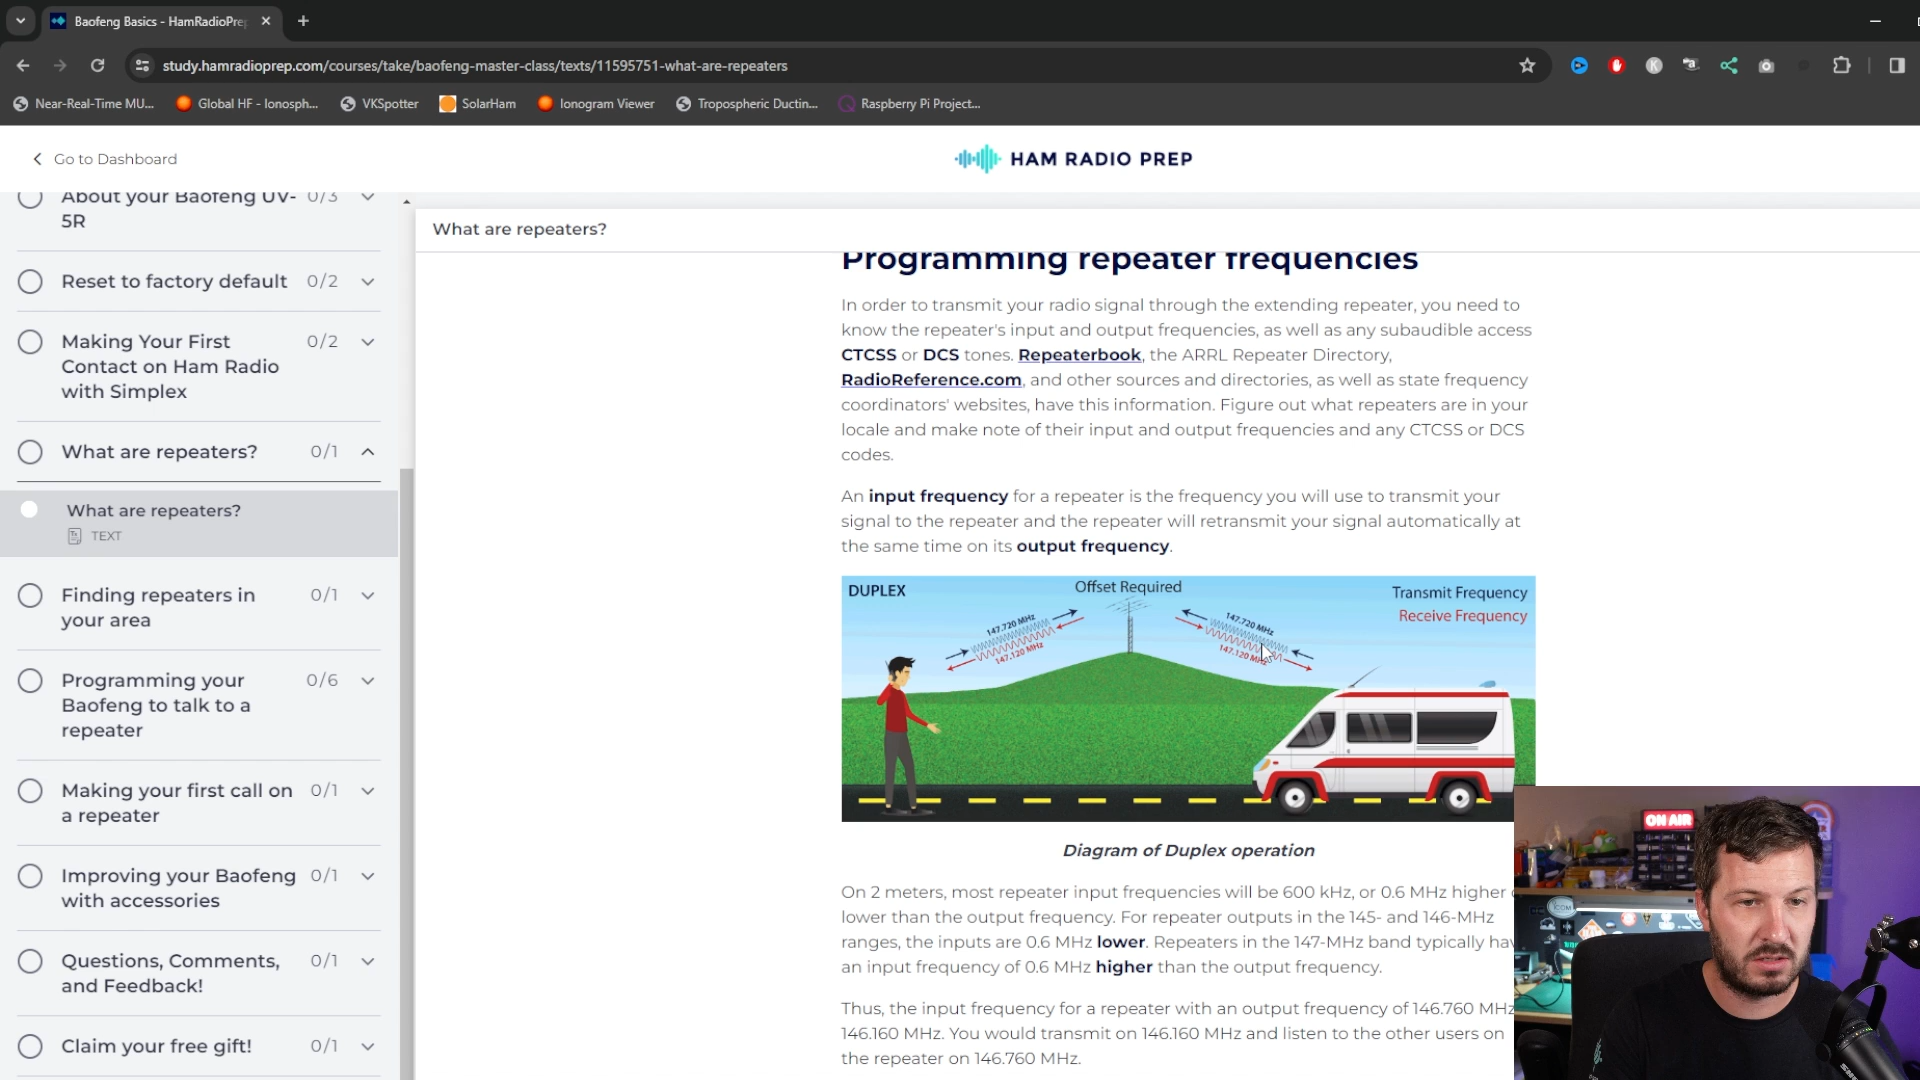 Baofeng Basics - HamRadioPrep
study.hamradioprep.com/courses/take/baofeng-master-class/texts/11595751-what-are-repeaters
Near-Real-Time MU...
Global HF - Ionosph...
VKSpotter
SolarHam
Ionogram Viewer
Tropospheric Ductin...
Raspberry Pi Project...
Go to Dashboard
HAM RADIO PREP
About your Baofeng UV-
5R
0/3
Reset to factory default
0/2
Making Your First
Contact on Ham Radio
with Simplex
0/2
What are repeaters?
0/1
What are repeaters?
TEXT
Finding repeaters in
your area
0/1
Programming your
Baofeng to talk to a
repeater
0/6
Making your first call on
a repeater
0/1
Improving your Baofeng
with accessories
0/1
Questions, Comments,
and Feedback!
0/1
Claim your free gift!
0/1
What are repeaters?
Programming repeater frequencies
In order to transmit your radio signal through the extending repeater, you need to
know the repeater's input and output frequencies, as well as any subaudible access
CTCSS or DCS tones. Repeaterbook, the ARRL Repeater Directory,
RadioReference.com, and other sources and directories, as well as state frequency
coordinators' websites, have this information. Figure out what repeaters are in your
locale and make note of their input and output frequencies and any CTCSS or DCS
codes.
An input frequency for a repeater is the frequency you will use to transmit your
signal to the repeater and the repeater will retransmit your signal automatically at
the same time on its output frequency.
DUPLEX
Offset Required
Transmit Frequency
Receive Frequency
147.720 MHz
147.120 MHz
147.720 MHz
147.120 MHz
Diagram of Duplex operation
On 2 meters, most repeater input frequencies will be 600 kHz, or 0.6 MHz higher
lower than the output frequency. For repeater outputs in the 145- and 146-MHz
ranges, the inputs are 0.6 MHz lower. Repeaters in the 147-MHz band typically hav
an input frequency of 0.6 MHz higher than the output frequency.
Thus, the input frequency for a repeater with an output frequency of 146.760 MHz
146.160 MHz. You would transmit on 146.160 MHz and listen to the other users on
the repeater on 146.760 MHz.
ON AIR
ICOM